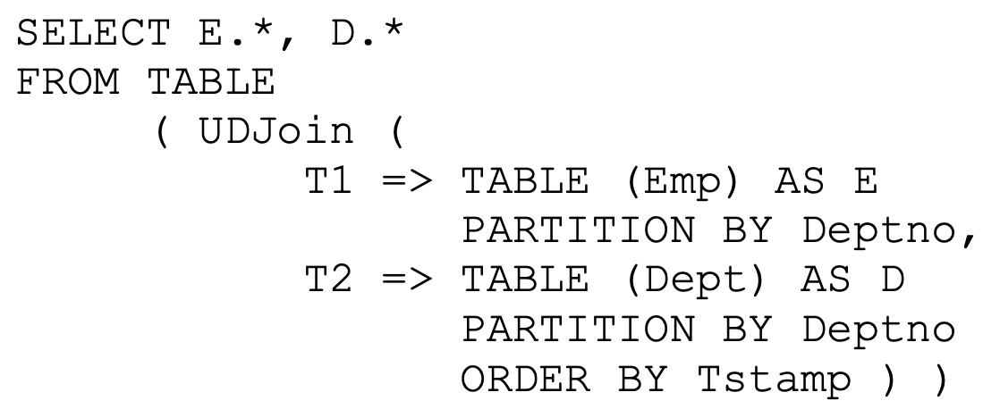 SELECT E.*, D.*
FROM TABLE
( UDJoin (
T1 => TABLE (Emp) AS E
PARTITION BY Deptno,
T2 => TABLE (Dept) AS D
PARTITION BY Deptno
ORDER BY Tstamp ) )